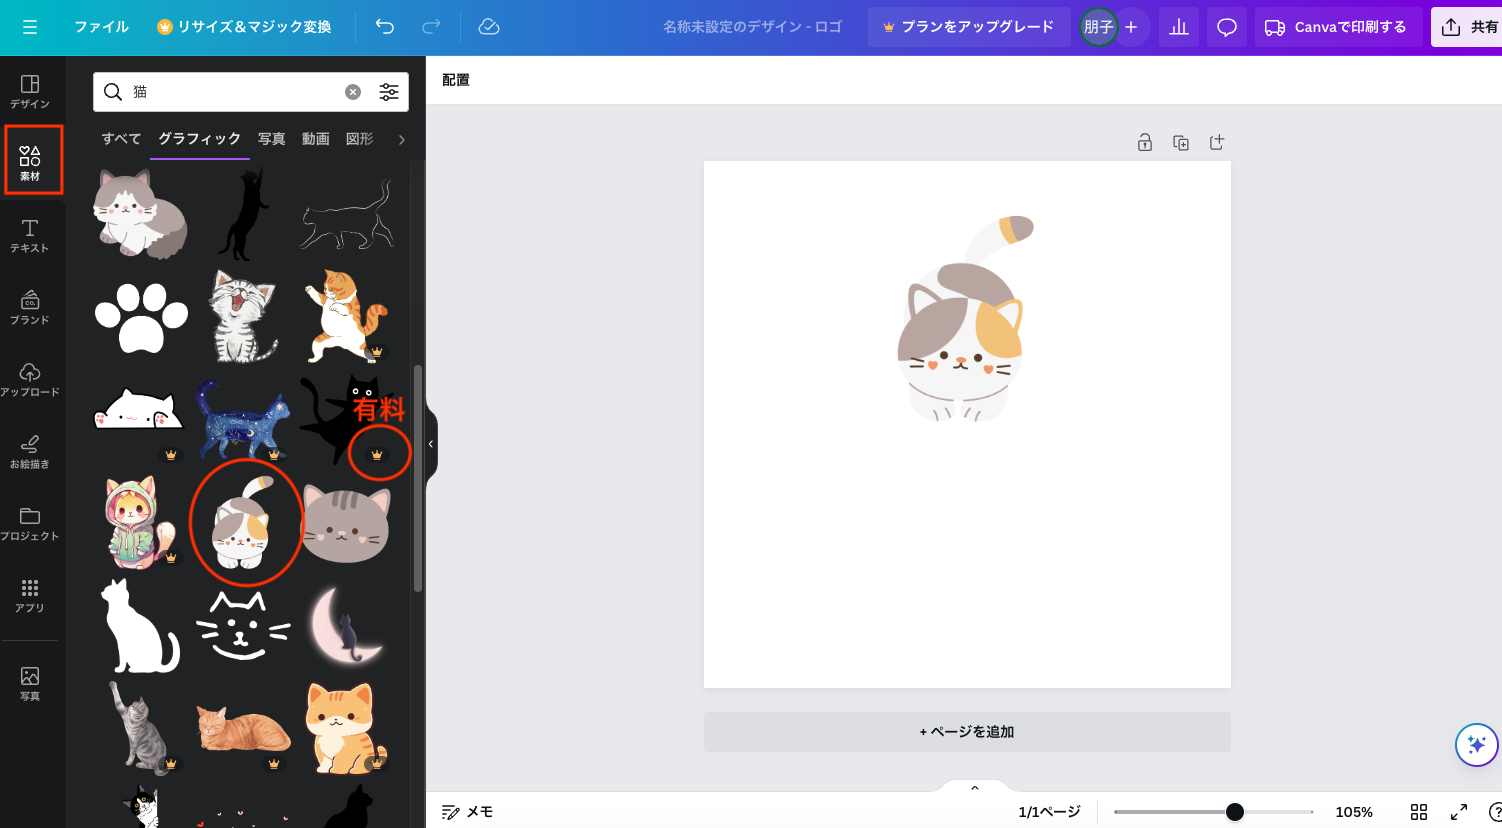 ファイル
リサイズ＆マジック変換
名称未設定のデザイン - ロゴ
プランをアップグレード
朋子
Canvaで印刷する
共有
デザイン
素材
テキスト
ブランド
CO.
アップロード
お絵描き
プロジェクト
アプリ
写真
猫
すべて グラフィック 写真 動画 図形
有料
配置
+ ページを追加
メモ
1/1ページ
105%